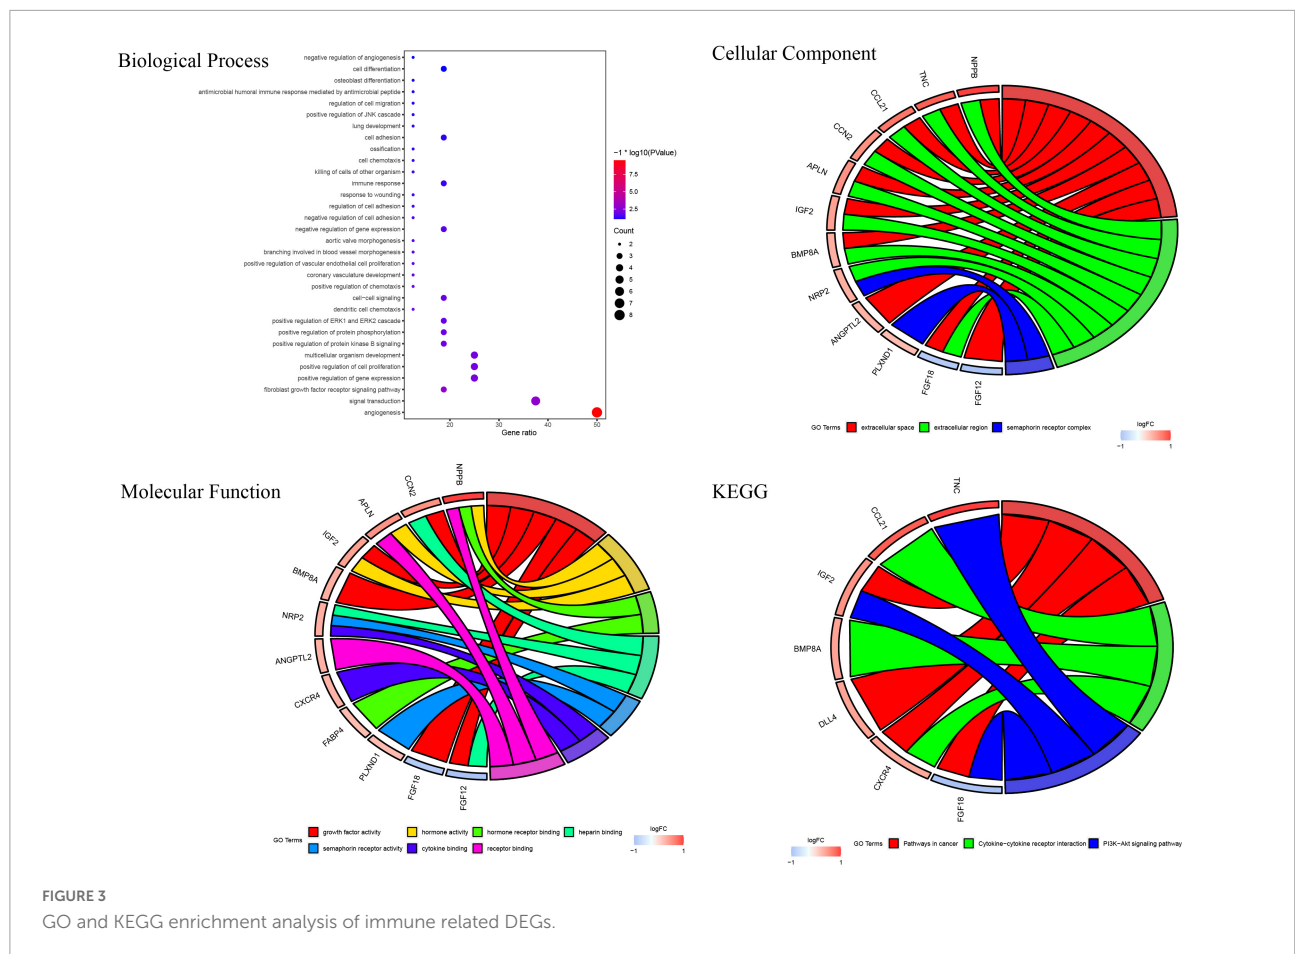 Biological Process
negative regulation of angiogenesis
cell differentiation
osteoblast differentiation
antimicrobial humoral immune response mediated by antimicrobial peptide
regulation of cell migration
positive regulation of JNK cascade
lung development
cell adhesion
ossification
cell chemotaxis
killing of cells of other organism
immune response
response to wounding
regulation of cell adhesion
negative regulation of cell adhesion
negative regulation of gene expression
aortic valve morphogenesis
branching involved in blood vessel morphogenesis
positive regulation of vascular endothelial cell proliferation
coronary vasculature development
positive regulation of chemotaxis
cell-cell signaling
dendritic cell chemotaxis
positive regulation of ERK1 and ERK2 cascade
positive regulation of protein phosphorylation
positive regulation of protein kinase B signaling
multicellular organism development
positive regulation of cell proliferation
positive regulation of gene expression
fibroblast growth factor receptor signaling pathway
signal transduction
angiogenesis
20 30 40 50
Gene ratio
−1 * log10(PValue)
7.5
5.0
2.5
Count
2
3
4
5
6
7
8
Cellular Component
NPPB
TNC
CCL21
CCN2
APLN
IGF2
BMP8A
NRP2
ANGPTL2
PLXND1
FGF18
FGF12
GO Terms extracellular space extracellular region semaphorin receptor complex
logFC
−1 1
Molecular Function
NPPB
CCN2
APLN
IGF2
BMP8A
NRP2
ANGPTL2
CXCR4
FABP4
PLXND1
FGF18
FGF12
GO Terms
growth factor activity hormone activity hormone receptor binding heparin binding
semaphorin receptor activity cytokine binding receptor binding
logFC
−1 1
KEGG
TNC
CCL21
IGF2
BMP8A
DLL4
CXCR4
FGF18
logFC
−1 1
GO Terms Pathways in cancer Cytokine−cytokine receptor interaction PI3K−Akt signaling pathway
FIGURE 3
GO and KEGG enrichment analysis of immune related DEGs.